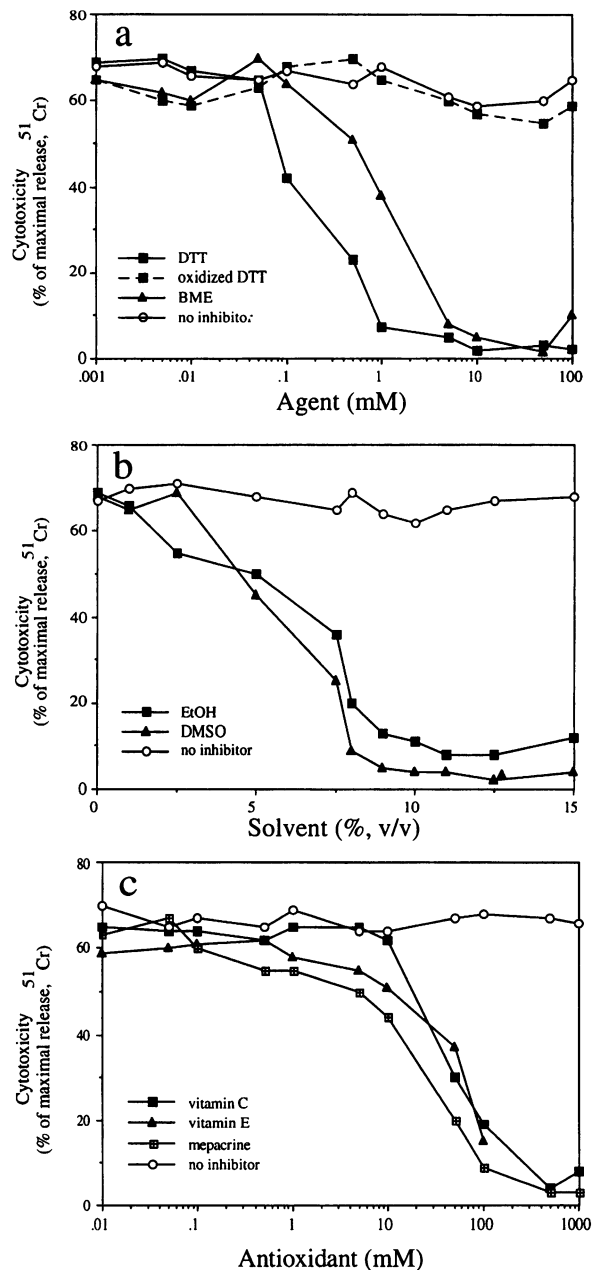 a
80
60
40
20
0
Cytotoxicity
(% of maximal release, 51Cr)
DTT
oxidized DTT
BME
no inhibitor
.001
.01
.1
1
10
100
Agent (mM)
b
80
60
40
20
0
Cytotoxicity
(% of maximal release, 51Cr)
EtOH
DMSO
no inhibitor
0
5
10
15
Solvent (%, v/v)
c
80
60
40
20
0
Cytotoxicity
(% of maximal release, 51Cr)
vitamin C
vitamin E
mepacrine
no inhibitor
.01
.1
1
10
100
1000
Antioxidant (mM)